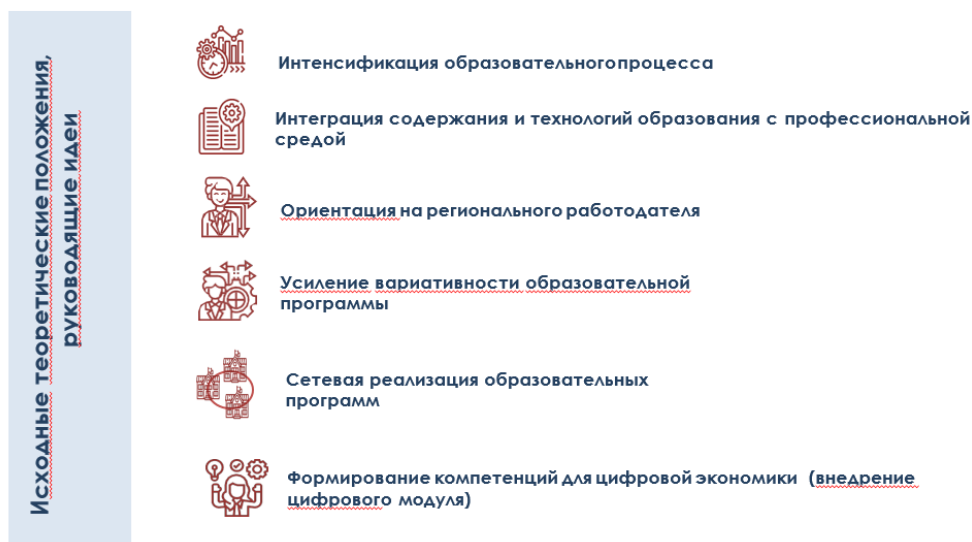 Исходные теоретические положения,
руководящие идеи
Интенсификация образовательногопроцесса
Интеграция содержания и технологий образования с профессиональной
средой
Ориентация на регионального работодателя
Усиление вариативности образовательной
программы
Сетевая реализация образовательных
программ
Формирование компетенций для цифровой экономики (внедрение
цифрового модуля)